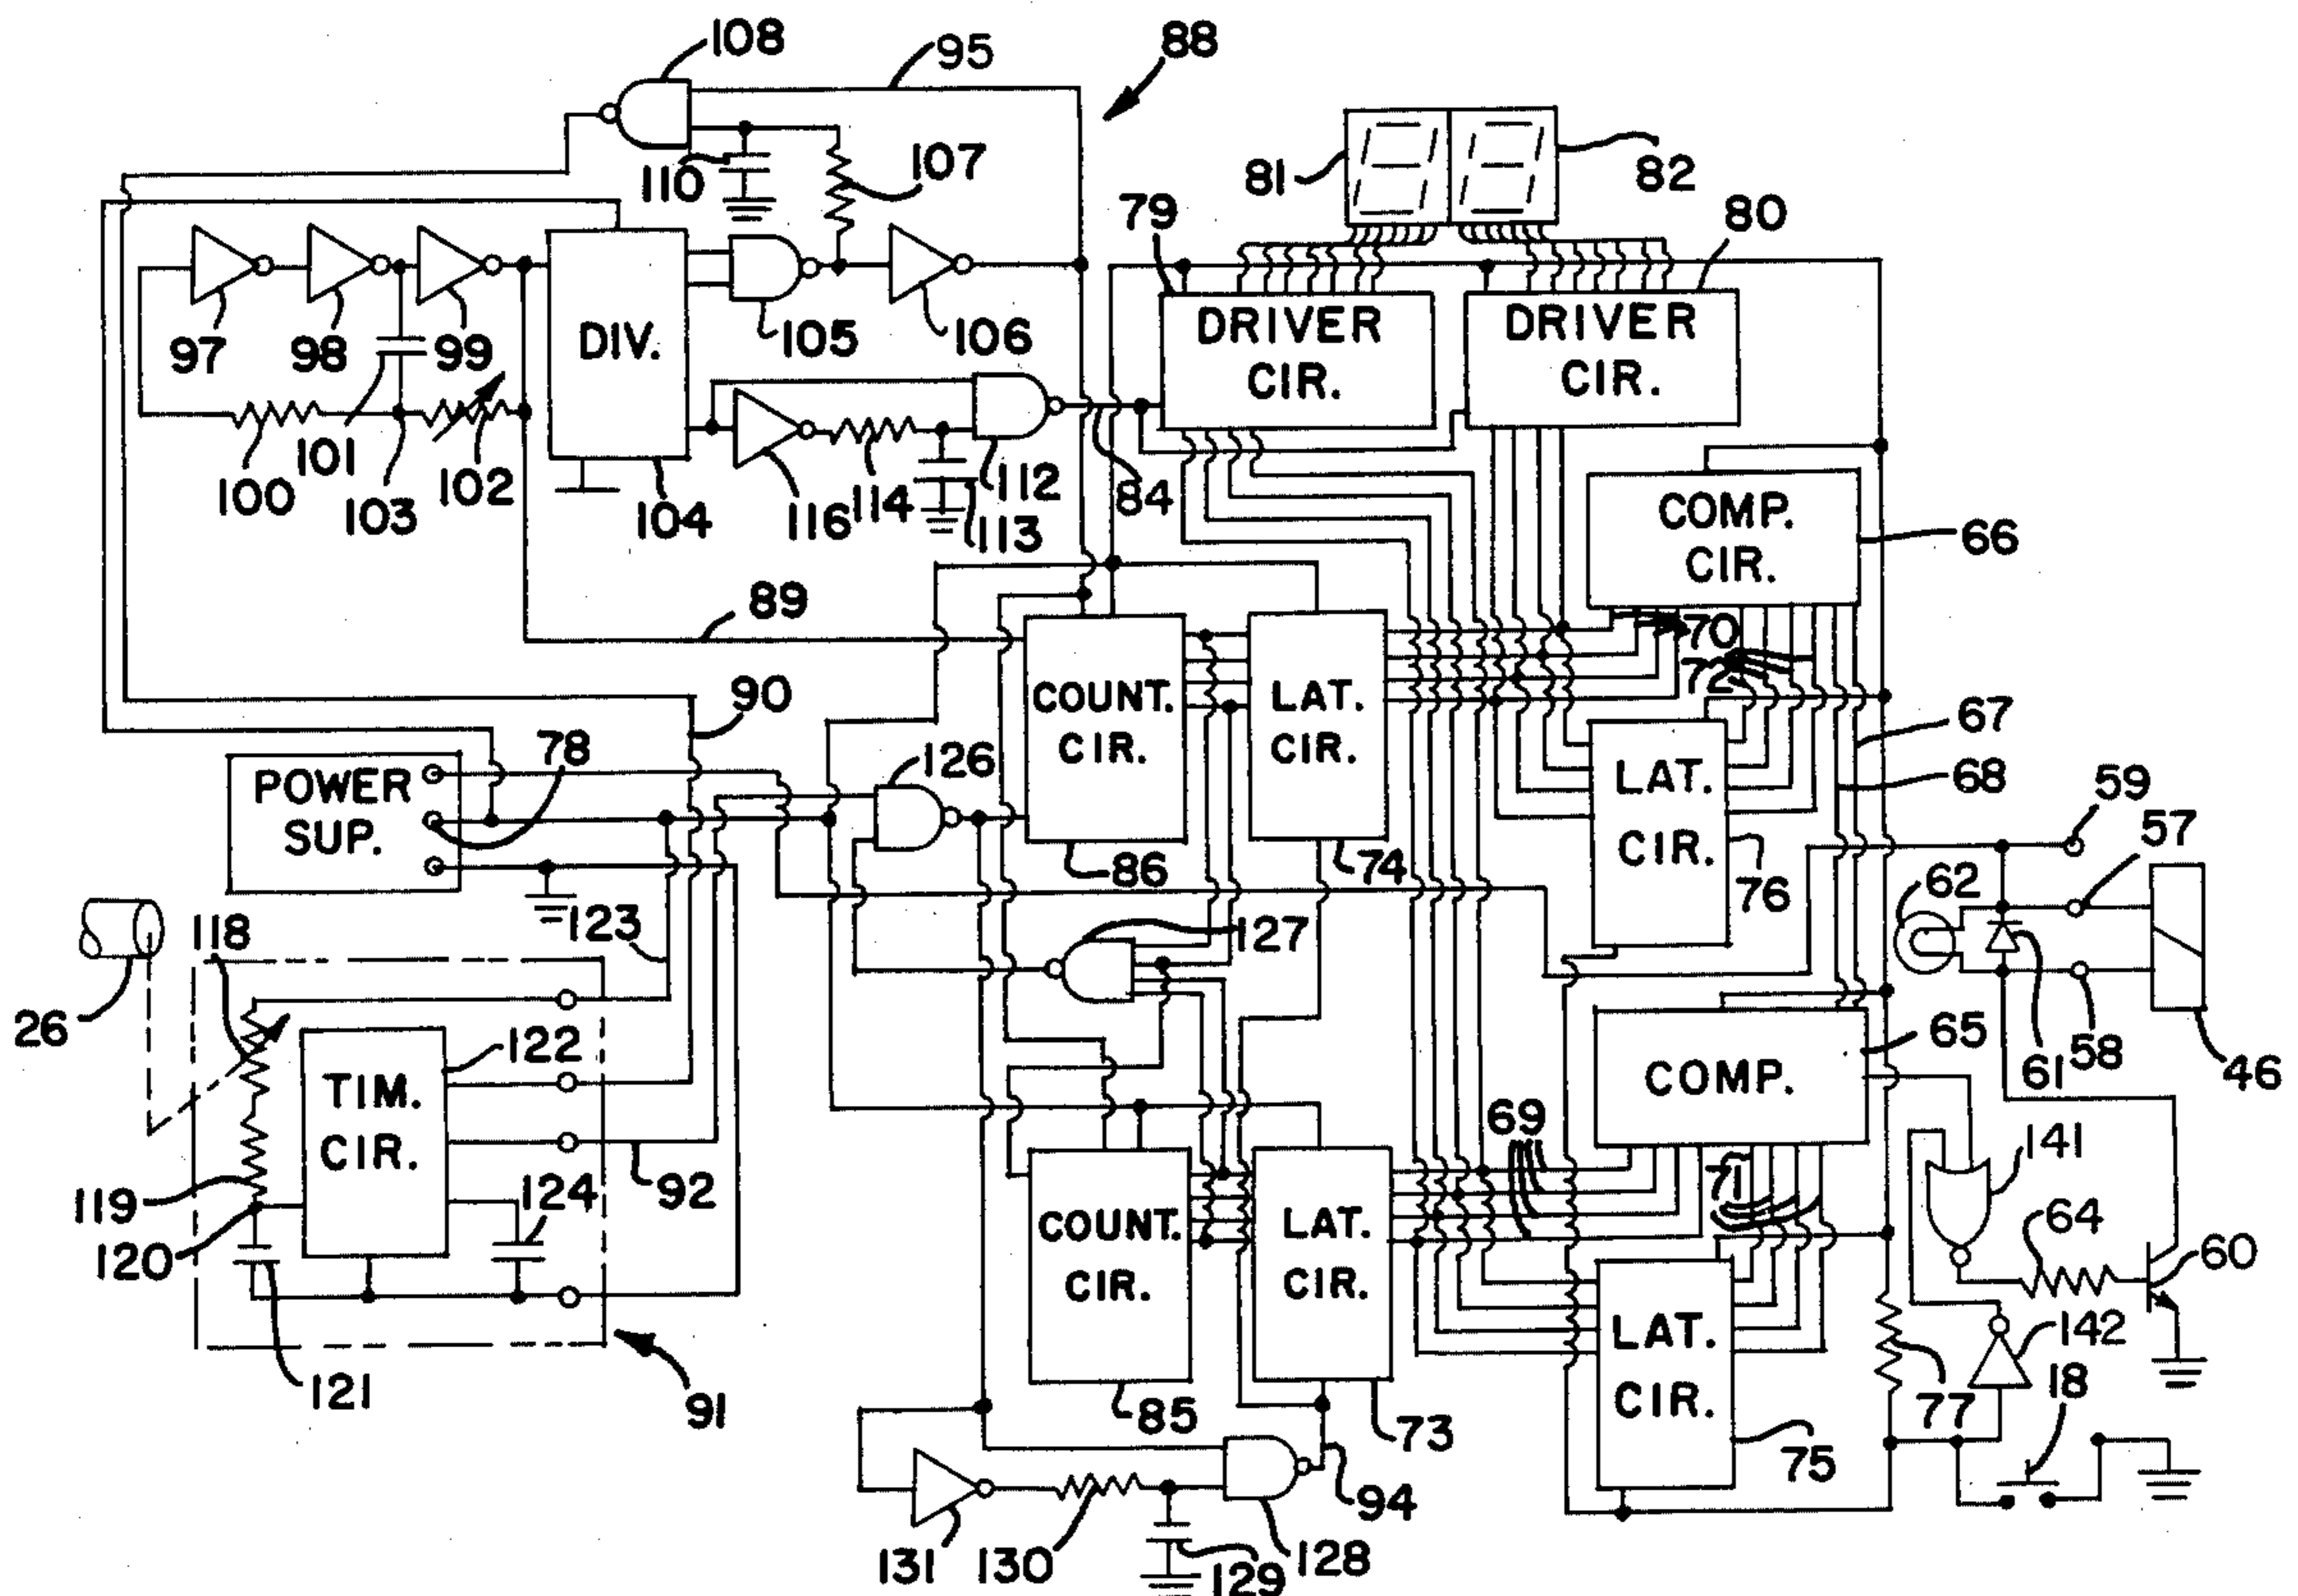 108
95
88
110
107
81
82
79
80
97
98
99
DIV.
105
106
DRIVER
CIR.
DRIVER
CIR.
100
101
103
102
104
116
114
112
113
84
COMP.
CIR.
66
89
70
72
90
COUNT.
CIR.
LAT.
CIR.
67
68
POWER
SUP.
78
126
86
74
LAT.
CIR.
76
59
57
62
26
118
123
127
61
58
46
TIM.
CIR.
122
COMP.
65
119
120
92
124
69
71
141
64
60
COUNT.
CIR.
LAT.
CIR.
LAT.
CIR.
142
18
77
121
91
85
73
75
94
131
130
129
128